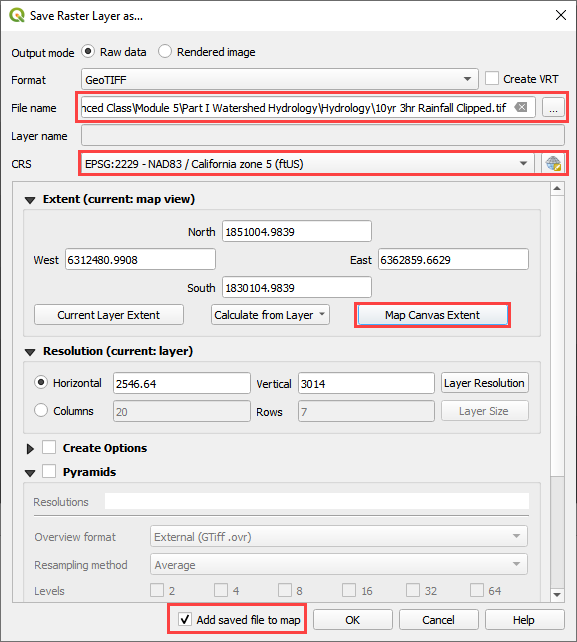 Save Raster Layer as...
Output mode Raw data Rendered image
Format GeoTIFF Create VRT
File name nced Class\Module 5\Part I Watershed Hydrology\Hydrology\10yr 3hr Rainfall Clipped.tif ...
Layer name
CRS EPSG:2229 - NAD83 / California zone 5 (ftUS)
Extent (current: map view)
North 1851004.9839
West 6312480.9908 East 6362859.6629
South 1830104.9839
Current Layer Extent Calculate from Layer Map Canvas Extent
Resolution (current: layer)
Horizontal 2546.64 Vertical 3014 Layer Resolution
Columns 20 Rows 7 Layer Size
Create Options
Pyramids
Resolutions
Overview format External (GTiff .ovr)
Resampling method Average
Levels 2 4 8 16 32 64
Add saved file to map OK Cancel Help